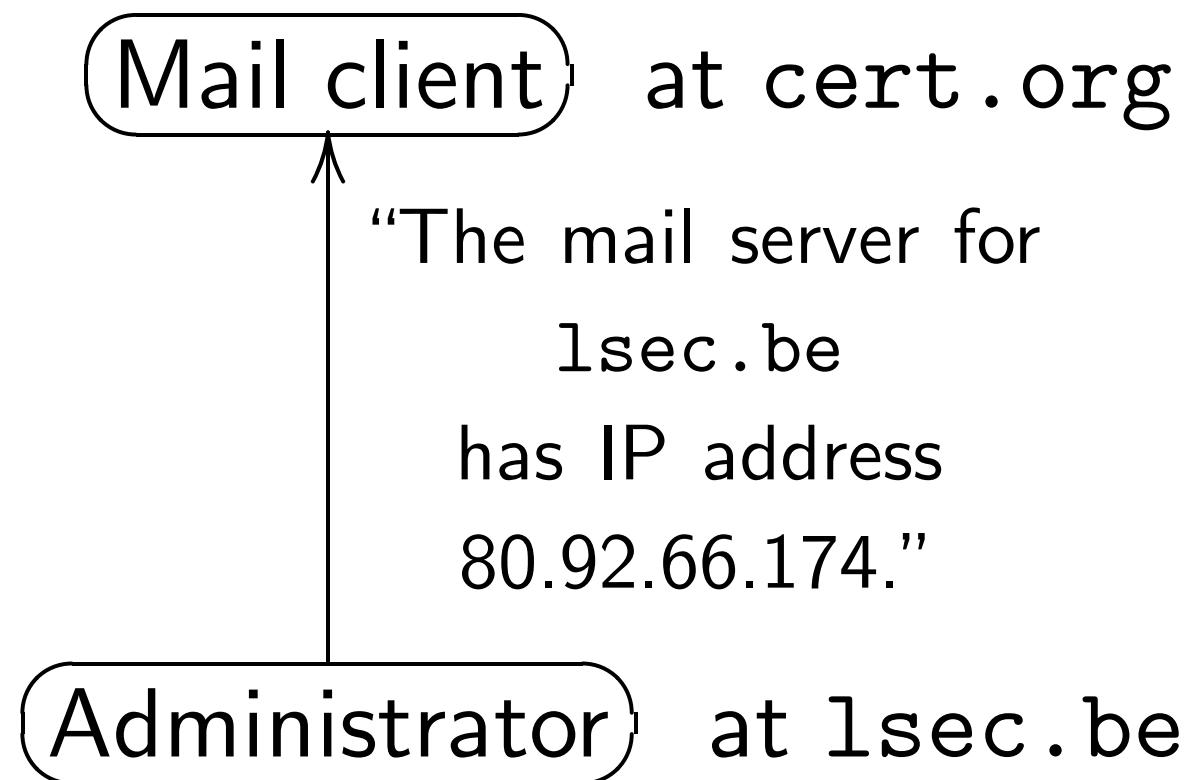 Mail client at cert.org
“The mail server for
lsec.be
has IP address
80.92.66.174.”
Administrator at lsec.be